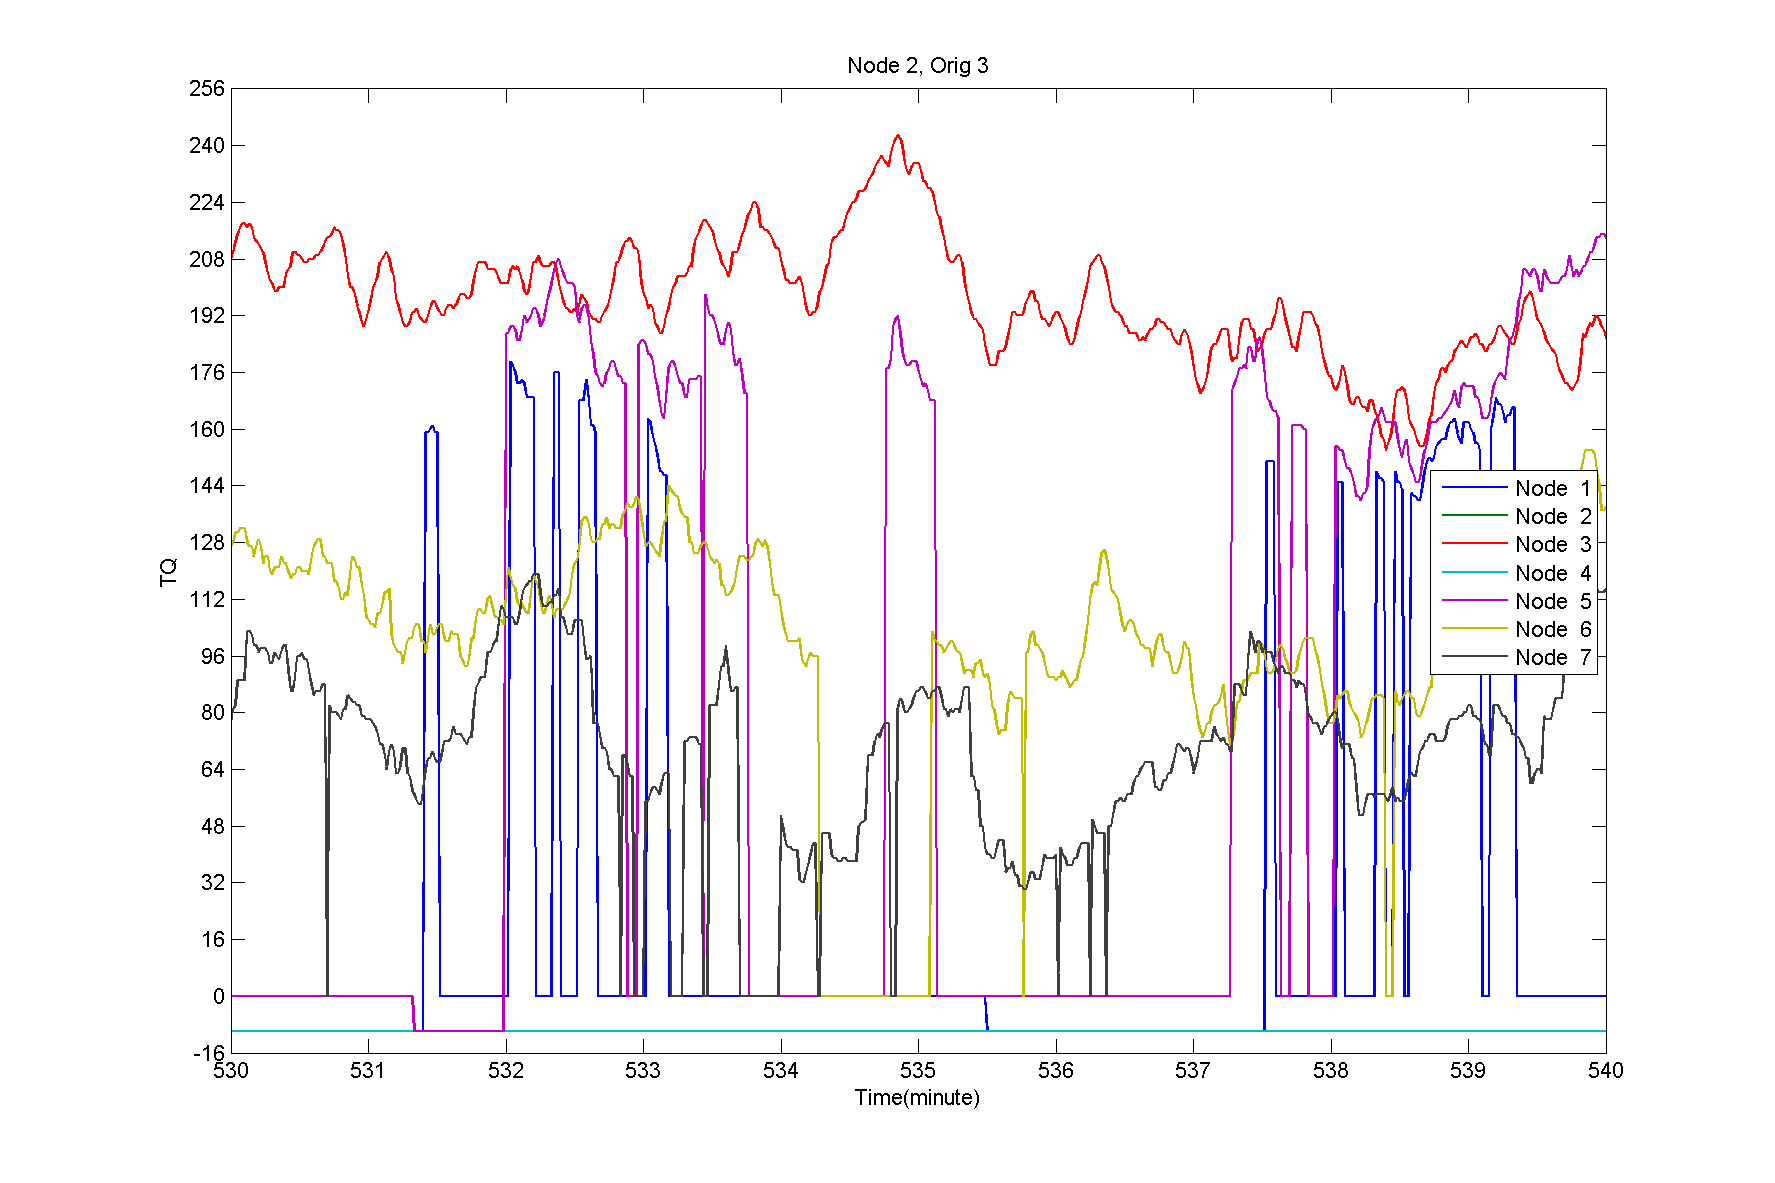 Node 2, Orig 3
256
240
224
208
192
176
160
144
128
112
96
80
64
48
32
16
0
-16
TQ
Node 1
Node 2
Node 3
Node 4
Node 5
Node 6
Node 7
530 531 532 533 534 535 536 537 538 539 540
Time(minute)